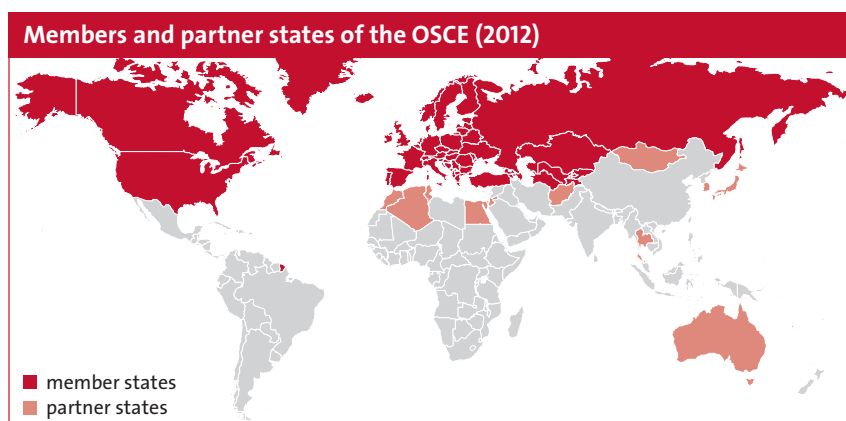 Members and partner states of the OSCE (2012)
member states
partner states